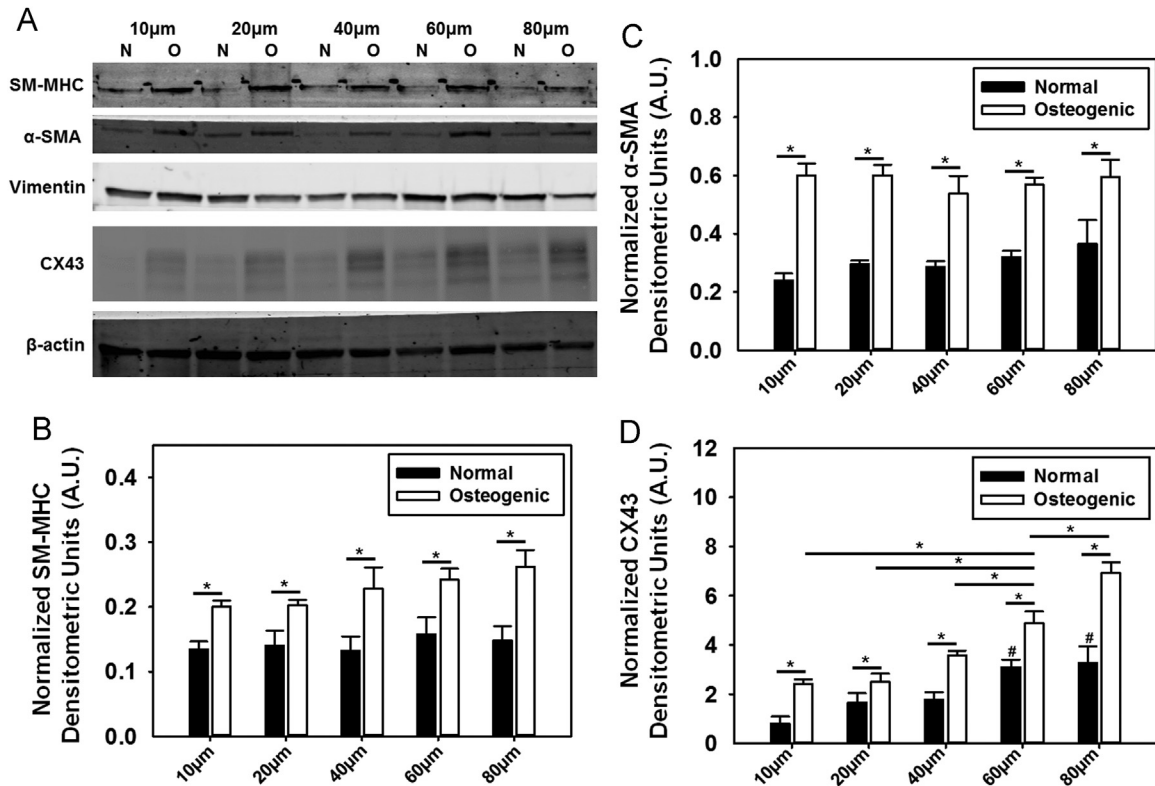 A
10µm 20µm 40µm 60µm 80µm
N O N O N O N O N O
SM-MHC
α-SMA
Vimentin
CX43
β-actin
B
Normalized SM-MHC
Densitometric Units (A.U.)
0.4
0.3
0.2
0.1
0.0
Normal
Osteogenic
* * * * *
10µm 20µm 40µm 60µm 80µm
C
Normalized α-SMA
Densitometric Units (A.U.)
1.0
0.8
0.6
0.4
0.2
0.0
Normal
Osteogenic
* * * * *
10µm 20µm 40µm 60µm 80µm
D
Normalized CX43
Densitometric Units (A.U.)
12
10
8
6
4
2
0
Normal
Osteogenic
*
*
*
*
* * * * *
# #
10µm 20µm 40µm 60µm 80µm